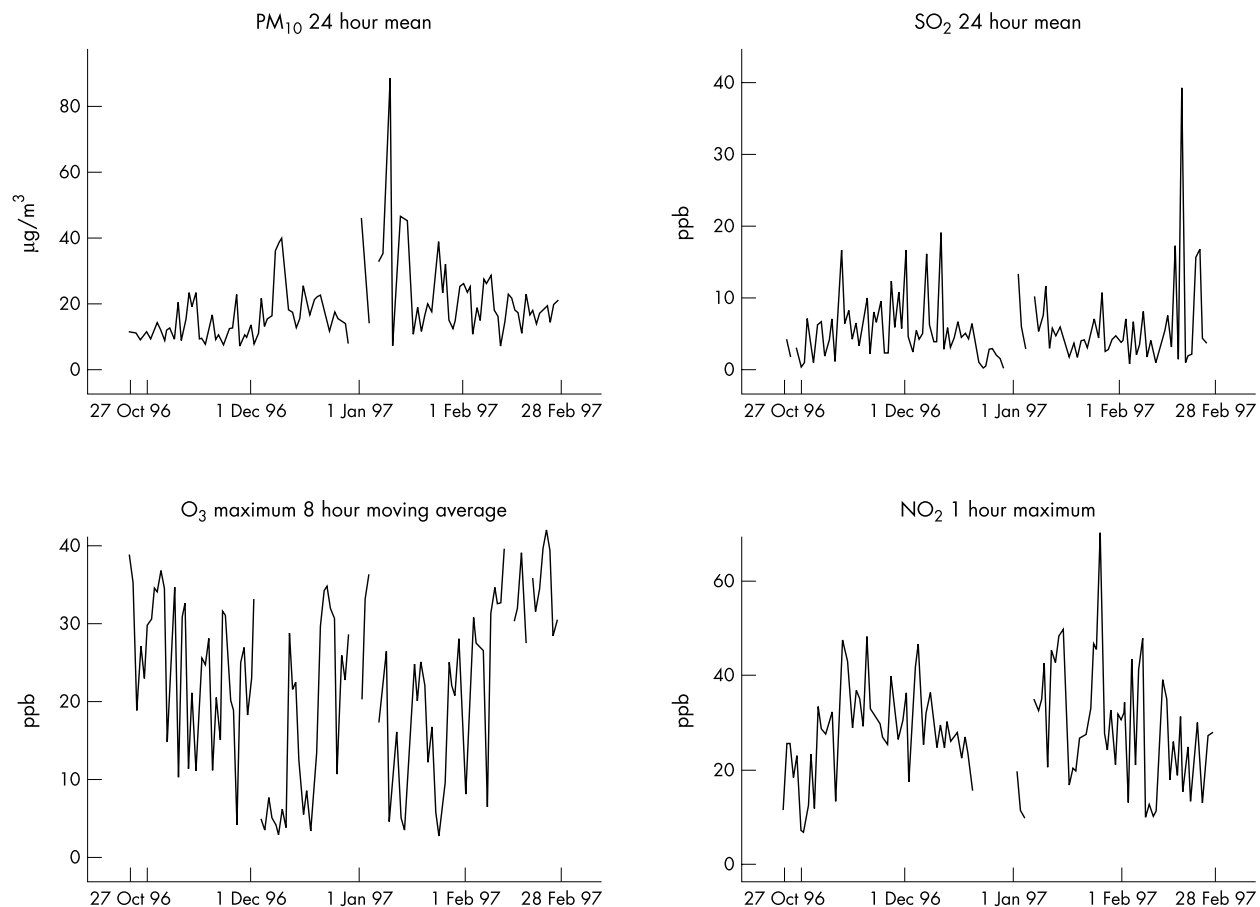 PM₁₀ 24 hour mean
µg/m³
80
60
40
20
0
27 Oct 96 1 Dec 96 1 Jan 97 1 Feb 97 28 Feb 97
SO₂ 24 hour mean
ppb
40
30
20
10
0
27 Oct 96 1 Dec 96 1 Jan 97 1 Feb 97 28 Feb 97
O₃ maximum 8 hour moving average
ppb
40
30
20
10
0
27 Oct 96 1 Dec 96 1 Jan 97 1 Feb 97 28 Feb 97
NO₂ 1 hour maximum
ppb
60
40
20
0
27 Oct 96 1 Dec 96 1 Jan 97 1 Feb 97 28 Feb 97